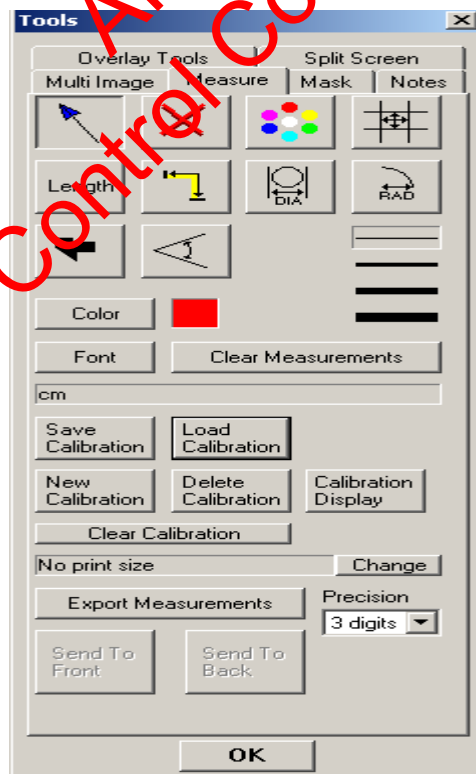 Tools
Overlay Tools Split Screen
Multi Image Measure Mask Notes
Length DIA RAD
Color
Font Clear Measurements
cm
Save Calibration Load Calibration
New Calibration Delete Calibration Calibration Display
Clear Calibration
No print size Change
Export Measurements Precision
3 digits
Send To Front Send To Back
OK
Control Co